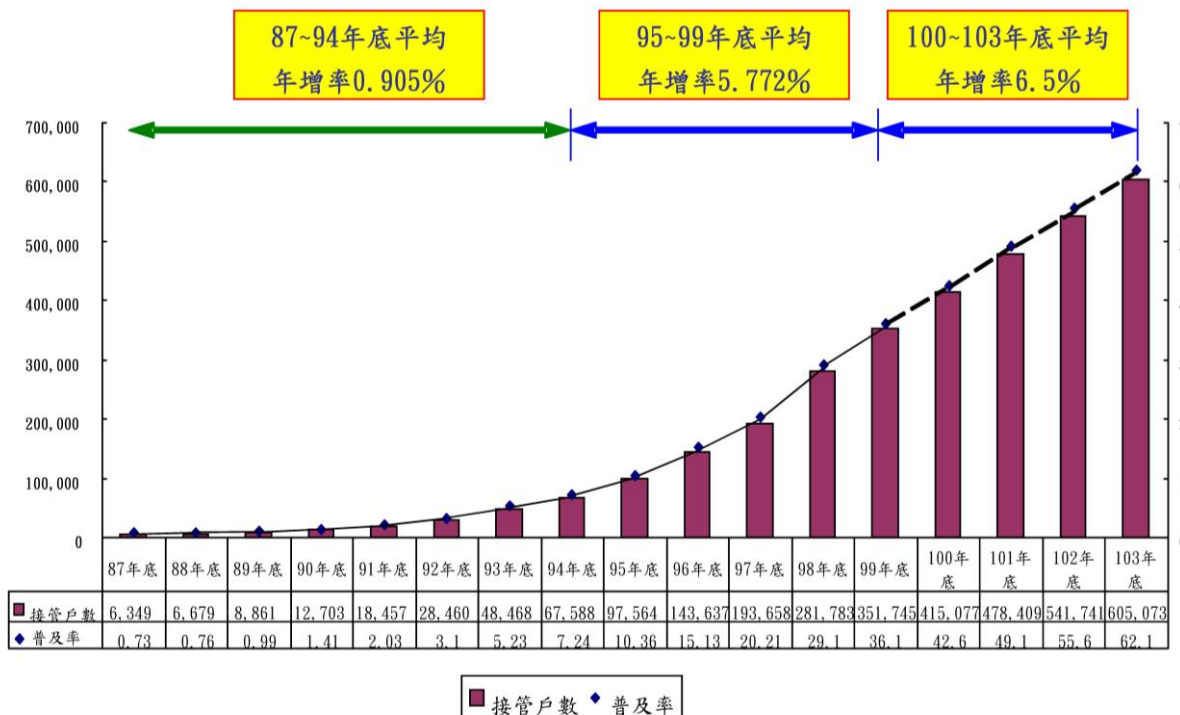 87~94年底平均
年增率0.905%
95~99年底平均
年增率5.772%
100~103年底平均
年增率6.5%
700,000
600,000
500,000
400,000
300,000
200,000
100,000
0
87年底 88年底 89年底 90年底 91年底 92年底 93年底 94年底 95年底 96年底 97年底 98年底 99年底 100年底 101年底 102年底 103年底
接管戶數 6,349 6,679 8,861 12,703 18,457 28,460 48,468 67,588 97,564 143,637 193,658 281,783 351,745 415,077 478,409 541,741 605,073
普及率 0.73 0.76 0.99 1.41 2.03 3.1 5.23 7.24 10.36 15.13 20.21 29.1 36.1 42.6 49.1 55.6 62.1
接管戶數 普及率